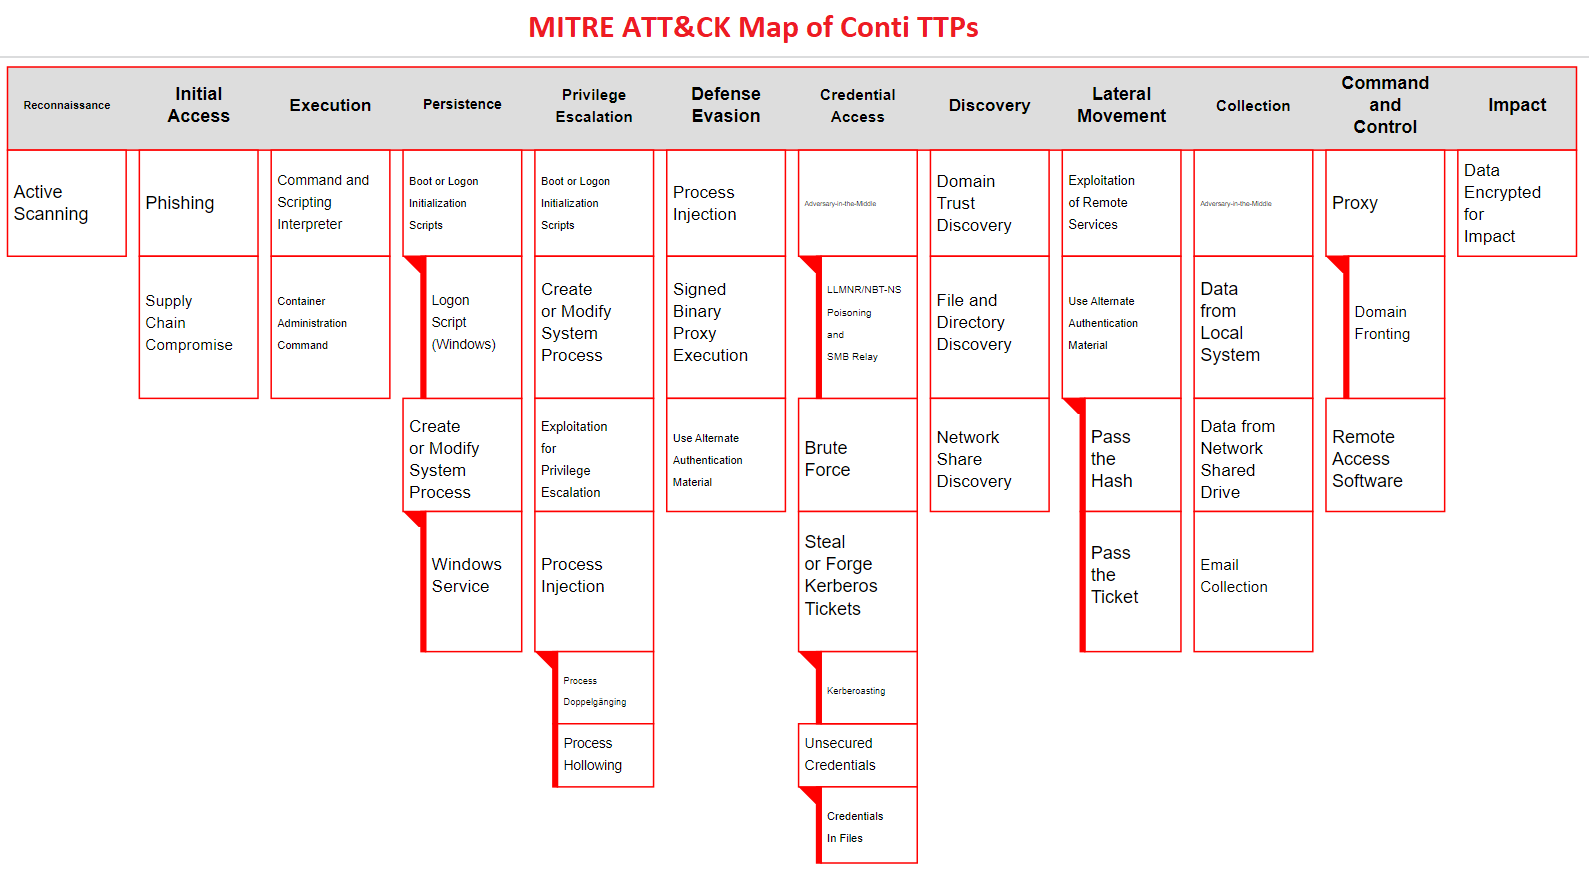 MITRE ATT&CK Map of Conti TTPs
Reconnaissance
Initial
Access
Execution
Persistence
Privilege
Escalation
Defense
Evasion
Credential
Access
Discovery
Lateral
Movement
Collection
Command
and
Control
Impact
Active
Scanning
Phishing
Supply
Chain
Compromise
Command and
Scripting
Interpreter
Container
Administration
Command
Boot or Logon
Initialization
Scripts
Logon
Script
(Windows)
Create
or Modify
System
Process
Windows
Service
Boot or Logon
Initialization
Scripts
Create
or Modify
System
Process
Exploitation
for
Privilege
Escalation
Process
Injection
Process
Doppelgänging
Process
Hollowing
Process
Injection
Signed
Binary
Proxy
Execution
Use Alternate
Authentication
Material
Adversary-in-the-Middle
LLMNR/NBT-NS
Poisoning
and
SMB Relay
Brute
Force
Steal
or Forge
Kerberos
Tickets
Kerberoasting
Unsecured
Credentials
Credentials
In Files
Domain
Trust
Discovery
File and
Directory
Discovery
Network
Share
Discovery
Exploitation
of Remote
Services
Use Alternate
Authentication
Material
Pass
the
Hash
Pass
the
Ticket
Adversary-in-the-Middle
Data
from
Local
System
Data from
Network
Shared
Drive
Email
Collection
Proxy
Domain
Fronting
Remote
Access
Software
Data
Encrypted
for
Impact